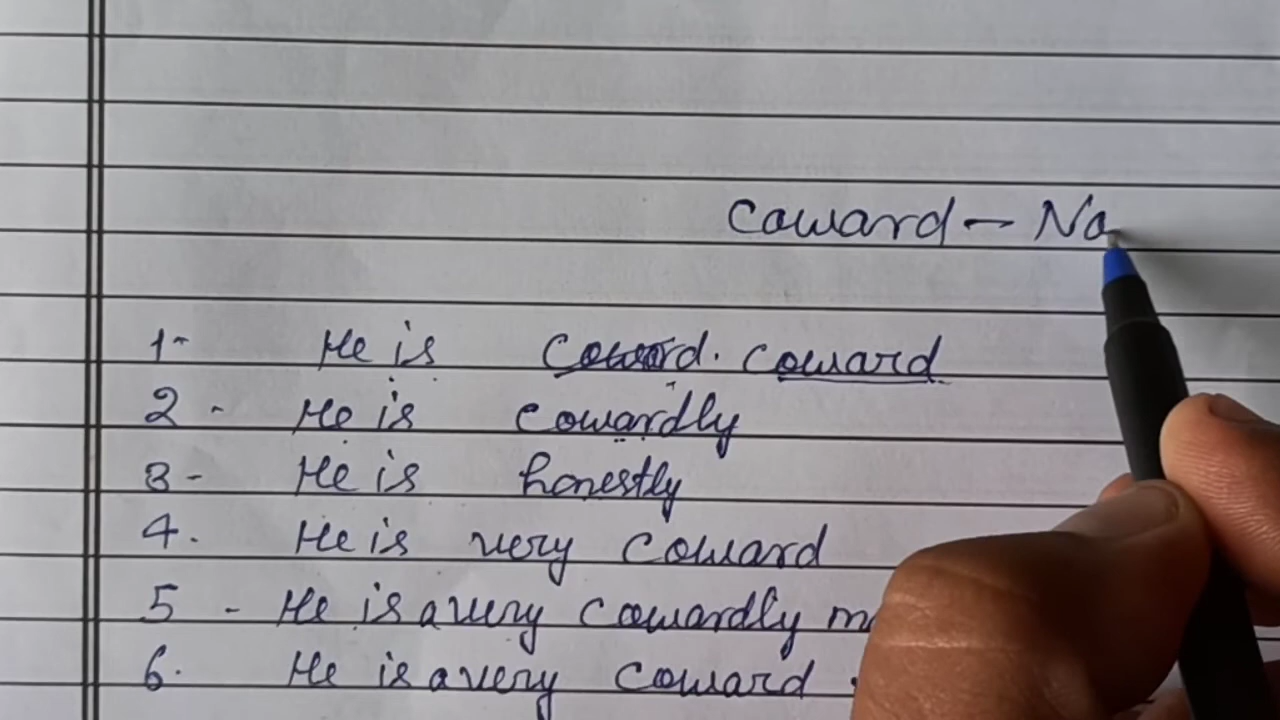 Coward - No
1- He is Coward. Coward
2 - He is Cowardly
3- He is honestly
4. He is very Coward
5 - He is a very Cowardly
6. He is a very Coward